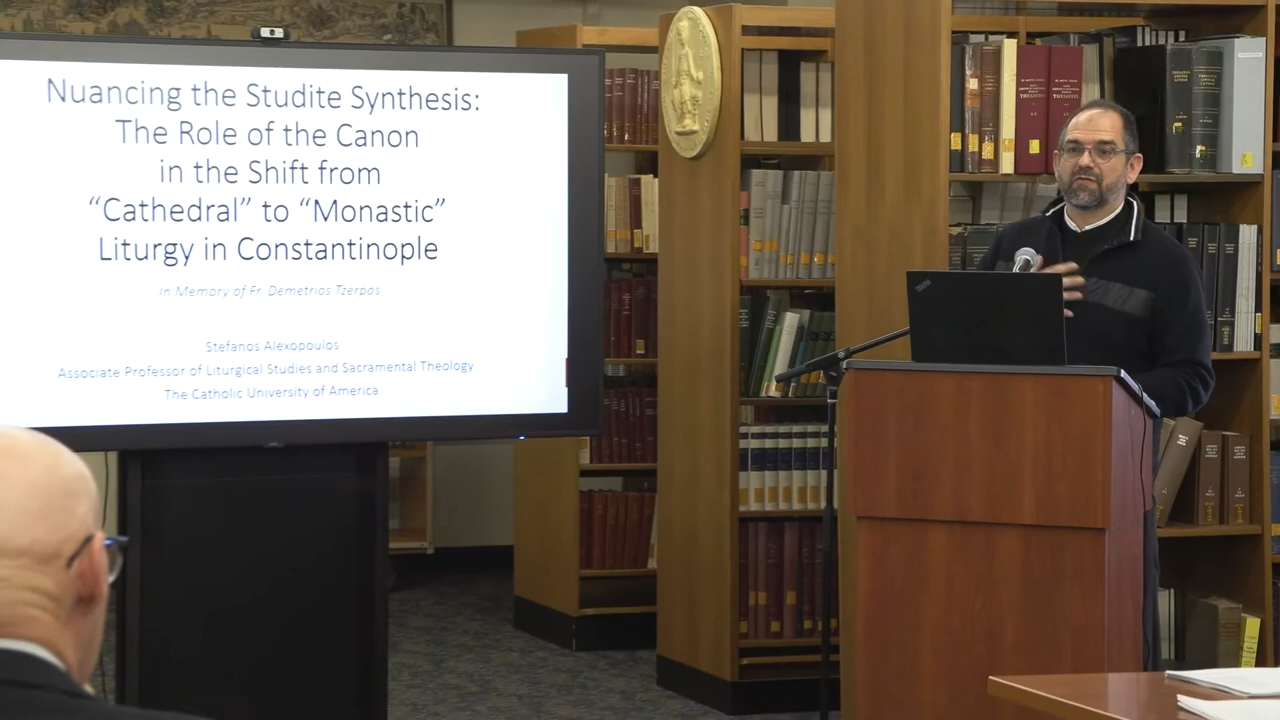 Nuancing the Studite Synthesis:
The Role of the Canon
in the Shift from
“Cathedral” to “Monastic”
Liturgy in Constantinople
In Memory of Fr. Demetrios Tzerpos
Stefanos Alexopoulos
Associate Professor of Liturgical Studies and Sacramental Theology
The Catholic University of America
ThinkPad